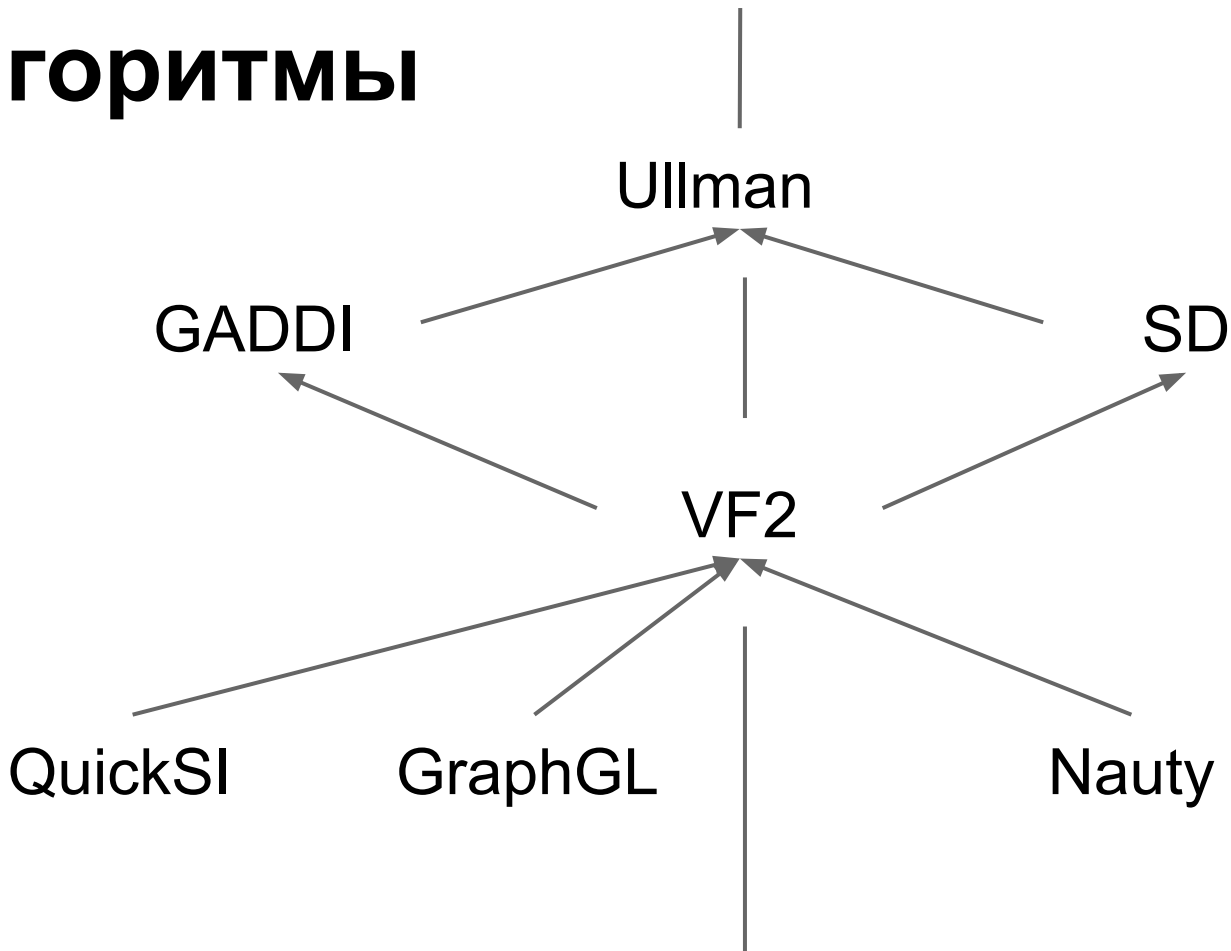 горитмы
Ullman
GADDI
SD
VF2
QuickSI
GraphGL
Nauty